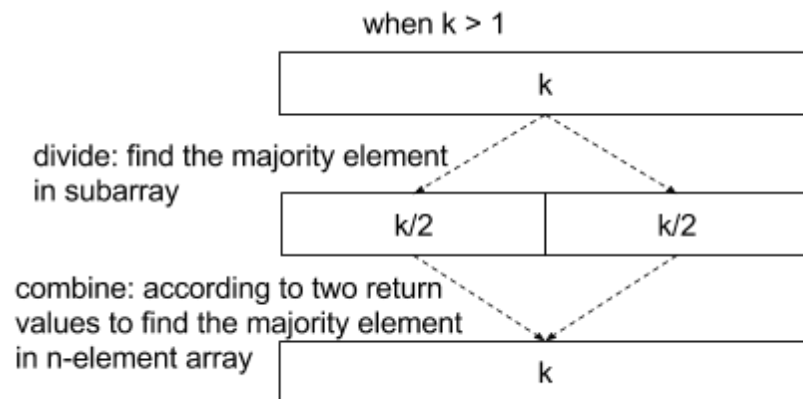 when k > 1
k
divide: find the majority element
in subarray
k/2
k/2
combine: according to two return
values to find the majority element
in n-element array
k